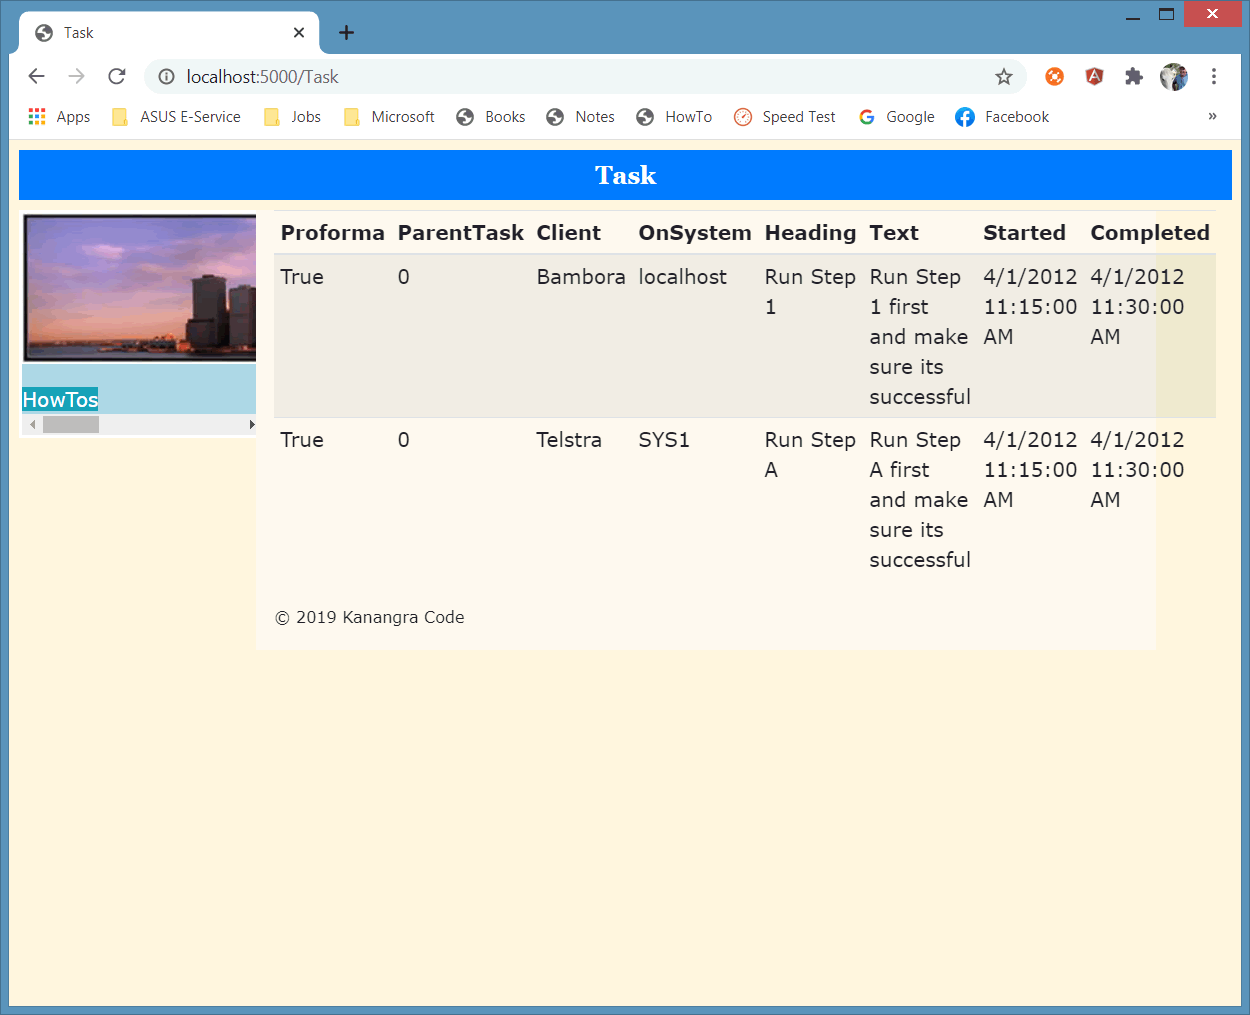 Task
localhost:5000/Task
Apps ASUS E-Service Jobs Microsoft Books Notes HowTo Speed Test Google Facebook »
Task
Proforma ParentTask Client OnSystem Heading Text Started Completed
True 0 Bambora localhost Run Step Run Step 4/1/2012 4/1/2012
1 1 first 11:15:00 11:30:00
and make AM AM
sure its
successful
HowTos
True 0 Telstra SYS1 Run Step Run Step 4/1/2012 4/1/2012
A A first 11:15:00 11:30:00
and make AM AM
sure its
successful
© 2019 Kanangra Code